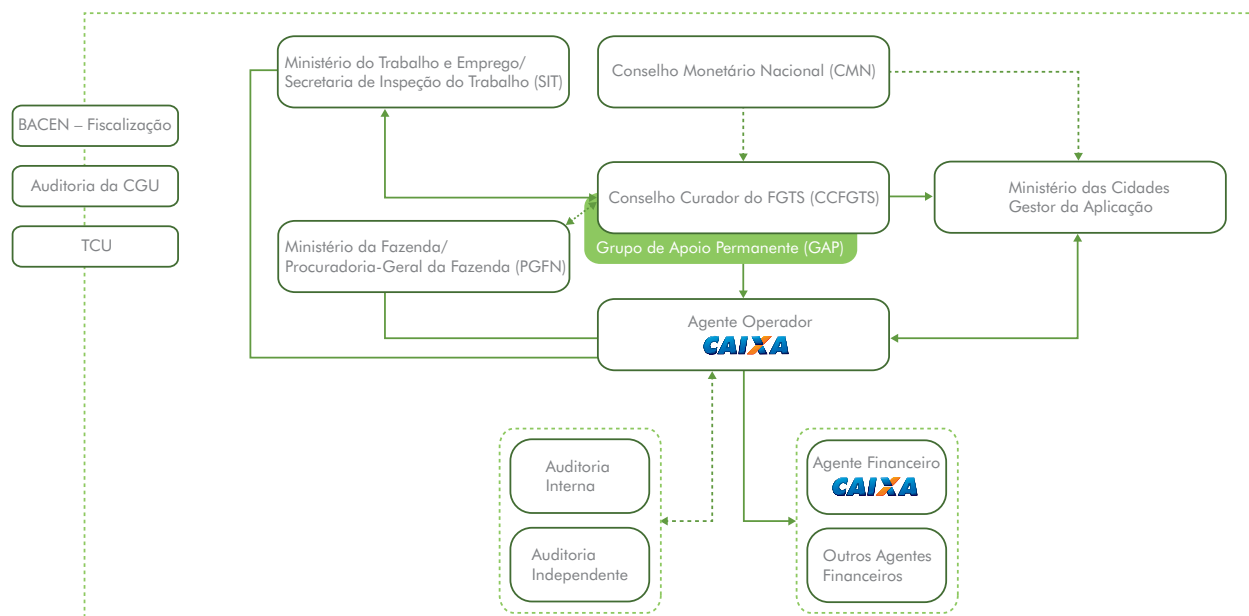 Ministério do Trabalho e Emprego/
Secretaria de Inspeção do Trabalho (SIT)
Conselho Monetário Nacional (CMN)
BACEN – Fiscalização
Auditoria da CGU
TCU
Conselho Curador do FGTS (CCFGTS)
Grupo de Apoio Permanente (GAP)
Ministério das Cidades
Gestor da Aplicação
Ministério da Fazenda/
Procuradoria-Geral da Fazenda (PGFN)
Agente Operador
CAIXA
Auditoria
Interna
Auditoria
Independente
Agente Financeiro
CAIXA
Outros Agentes
Financeiros